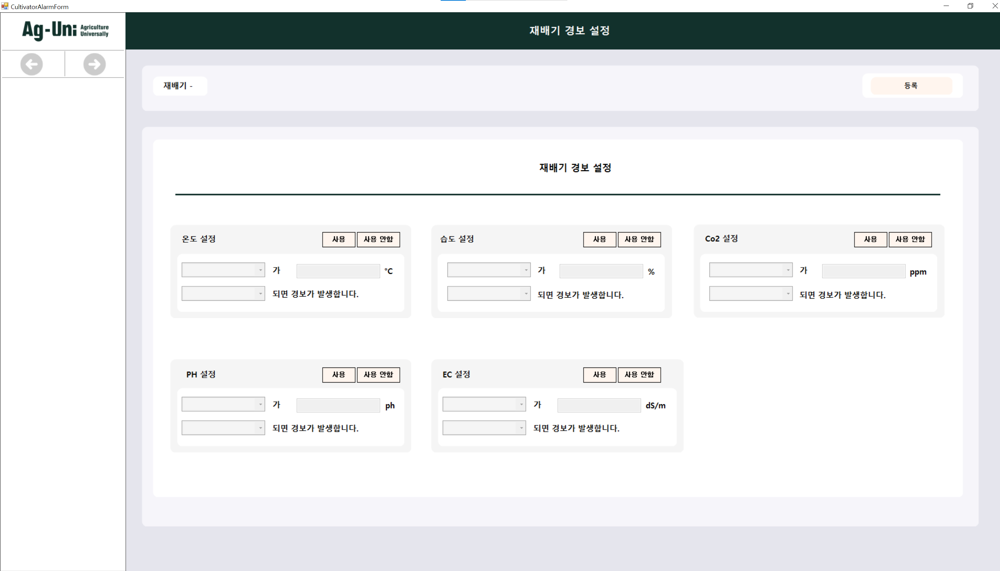 CultivatorAlarmForm
Ag-Uni Agriculture Universally
재배기 경보 설정
재배기 -
등록
재배기 경보 설정
온도 설정 사용 사용 안함
가 °C
되면 경보가 발생합니다.
습도 설정 사용 사용 안함
가 %
되면 경보가 발생합니다.
Co2 설정 사용 사용 안함
가 ppm
되면 경보가 발생합니다.
PH 설정 사용 사용 안함
가 ph
되면 경보가 발생합니다.
EC 설정 사용 사용 안함
가 dS/m
되면 경보가 발생합니다.